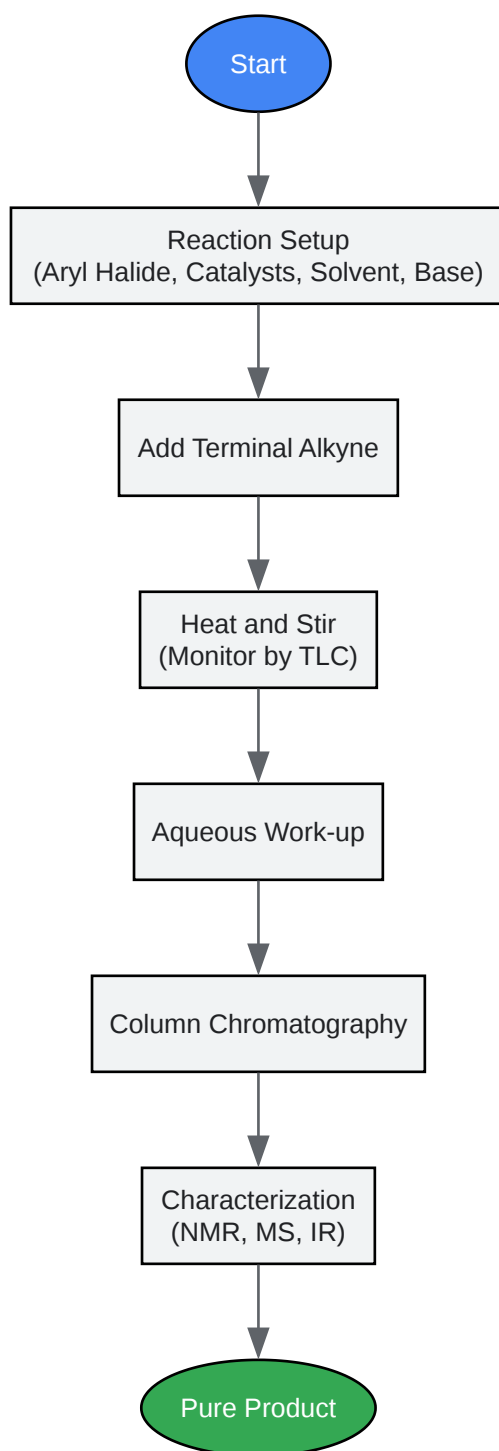 Start
Reaction Setup
(Aryl Halide, Catalysts, Solvent, Base)
Add Terminal Alkyne
Heat and Stir
(Monitor by TLC)
Aqueous Work-up
Column Chromatography
Characterization
(NMR, MS, IR)
Pure Product